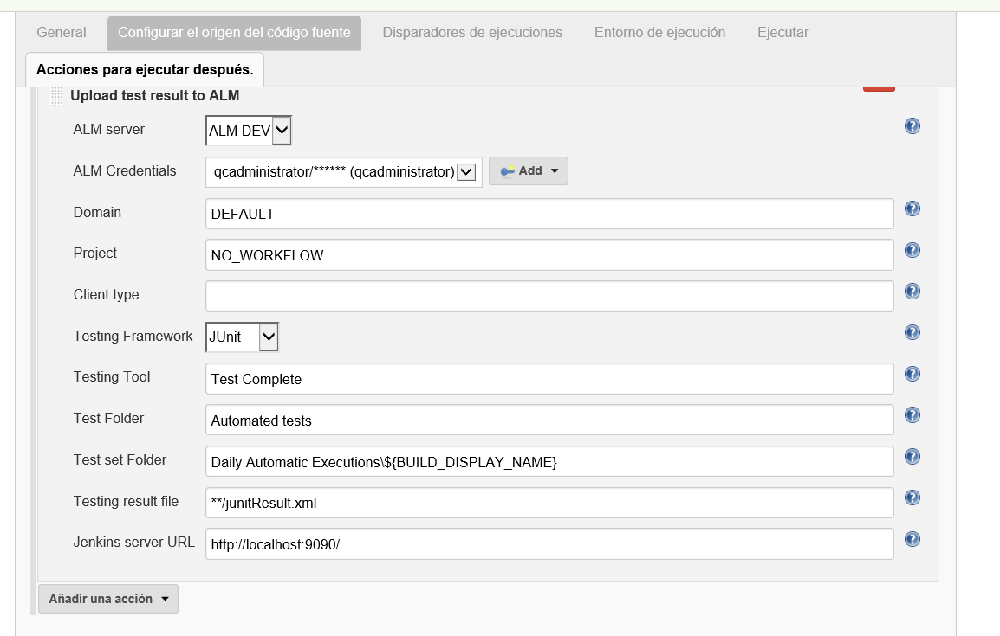 General
Configurar el origen del código fuente
Disparadores de ejecuciones
Entorno de ejecución
Ejecutar
Acciones para ejecutar después.
Upload test result to ALM
ALM server
ALM DEV
ALM Credentials
qcadministrator/****** (qcadministrator)
Add
Domain
DEFAULT
Project
NO_WORKFLOW
Client type
Testing Framework
JUnit
Testing Tool
Test Complete
Test Folder
Automated tests
Test set Folder
Daily Automatic Executions\${BUILD_DISPLAY_NAME}
Testing result file
**/junitResult.xml
Jenkins server URL
http://localhost:9090/
Añadir una acción